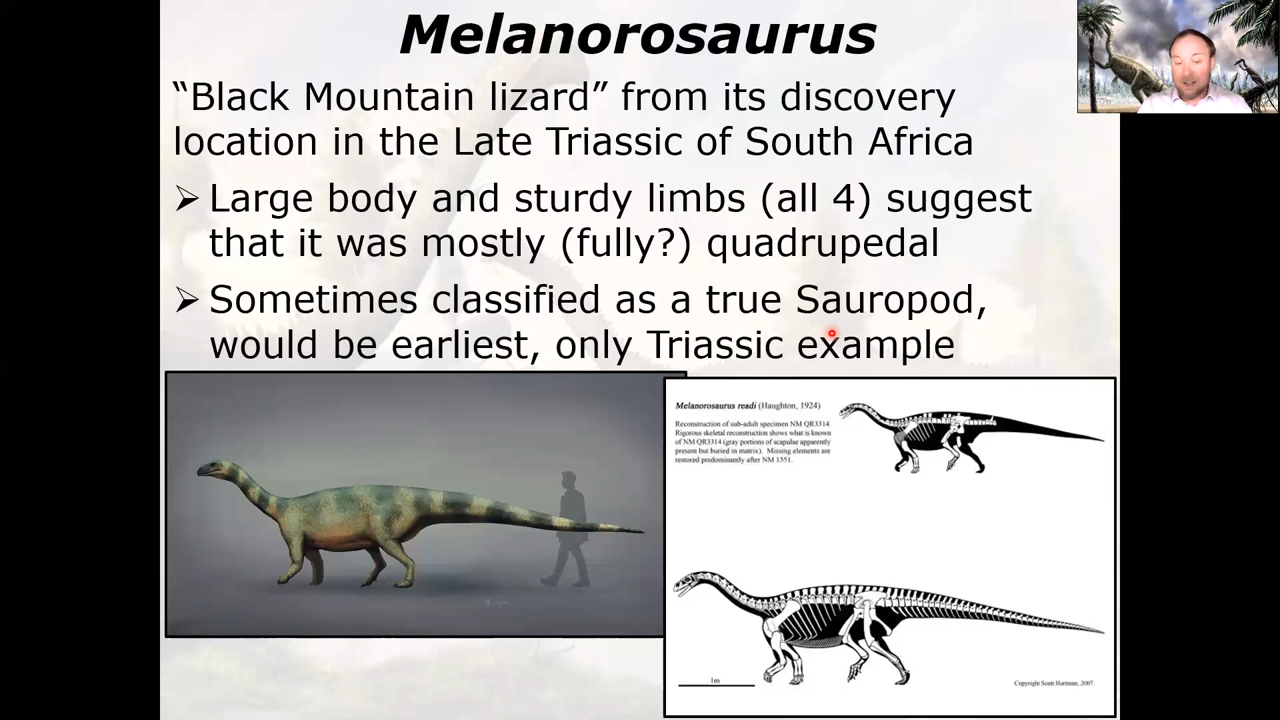 Melanorosaurus
“Black Mountain lizard” from its discovery
location in the Late Triassic of South Africa
Large body and sturdy limbs (all 4) suggest
that it was mostly (fully?) quadrupedal
Sometimes classified as a true Sauropod,
would be earliest, only Triassic example
Melanorosaurus readi (Haughton, 1924)
Reconstruction of sub-adult specimen NM QR3314.
Rigorous skeletal reconstruction shows what is known
of NM QR3314 (gray portions of scapulae apparently
present but buried in matrix). Missing elements are
restored predominantly after NM 1551.
1m
Copyright Scott Hartman, 2007.